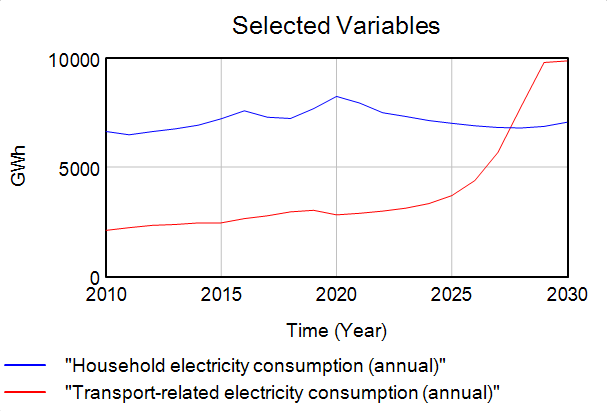 Selected Variables
10000
5000
0
GWh
2010 2015 2020 2025 2030
Time (Year)
"Household electricity consumption (annual)"
"Transport-related electricity consumption (annual)"